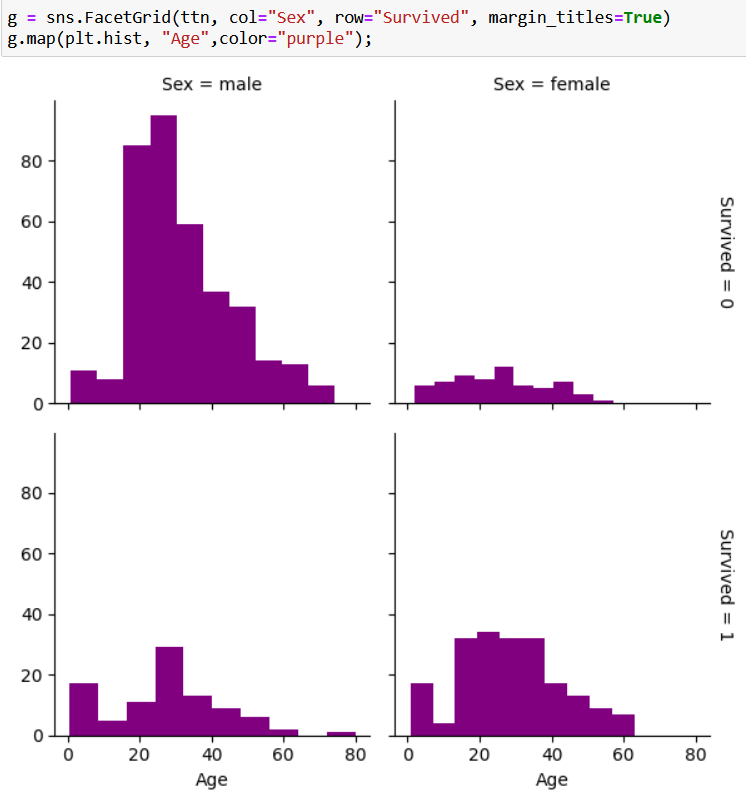 g = sns.FacetGrid(ttn, col="Sex", row="Survived", margin_titles=True)
g.map(plt.hist, "Age",color="purple");
Sex = male
Sex = female
80
60
40
20
0
Survived = 0
80
60
40
20
0
Survived = 1
0 20 40 60 80
0 20 40 60 80
Age
Age